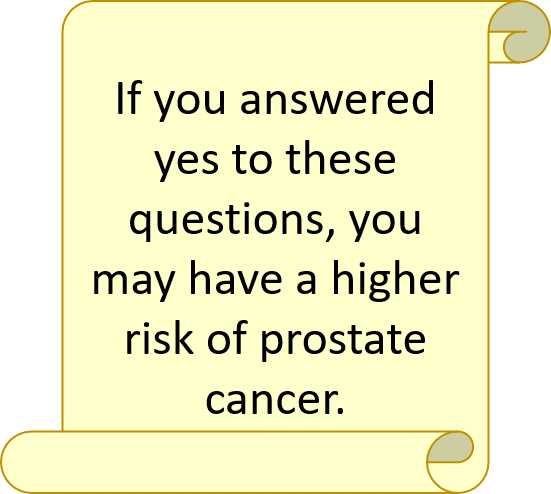 If you answered
yes to these
questions, you
may have a higher
risk of prostate
cancer.